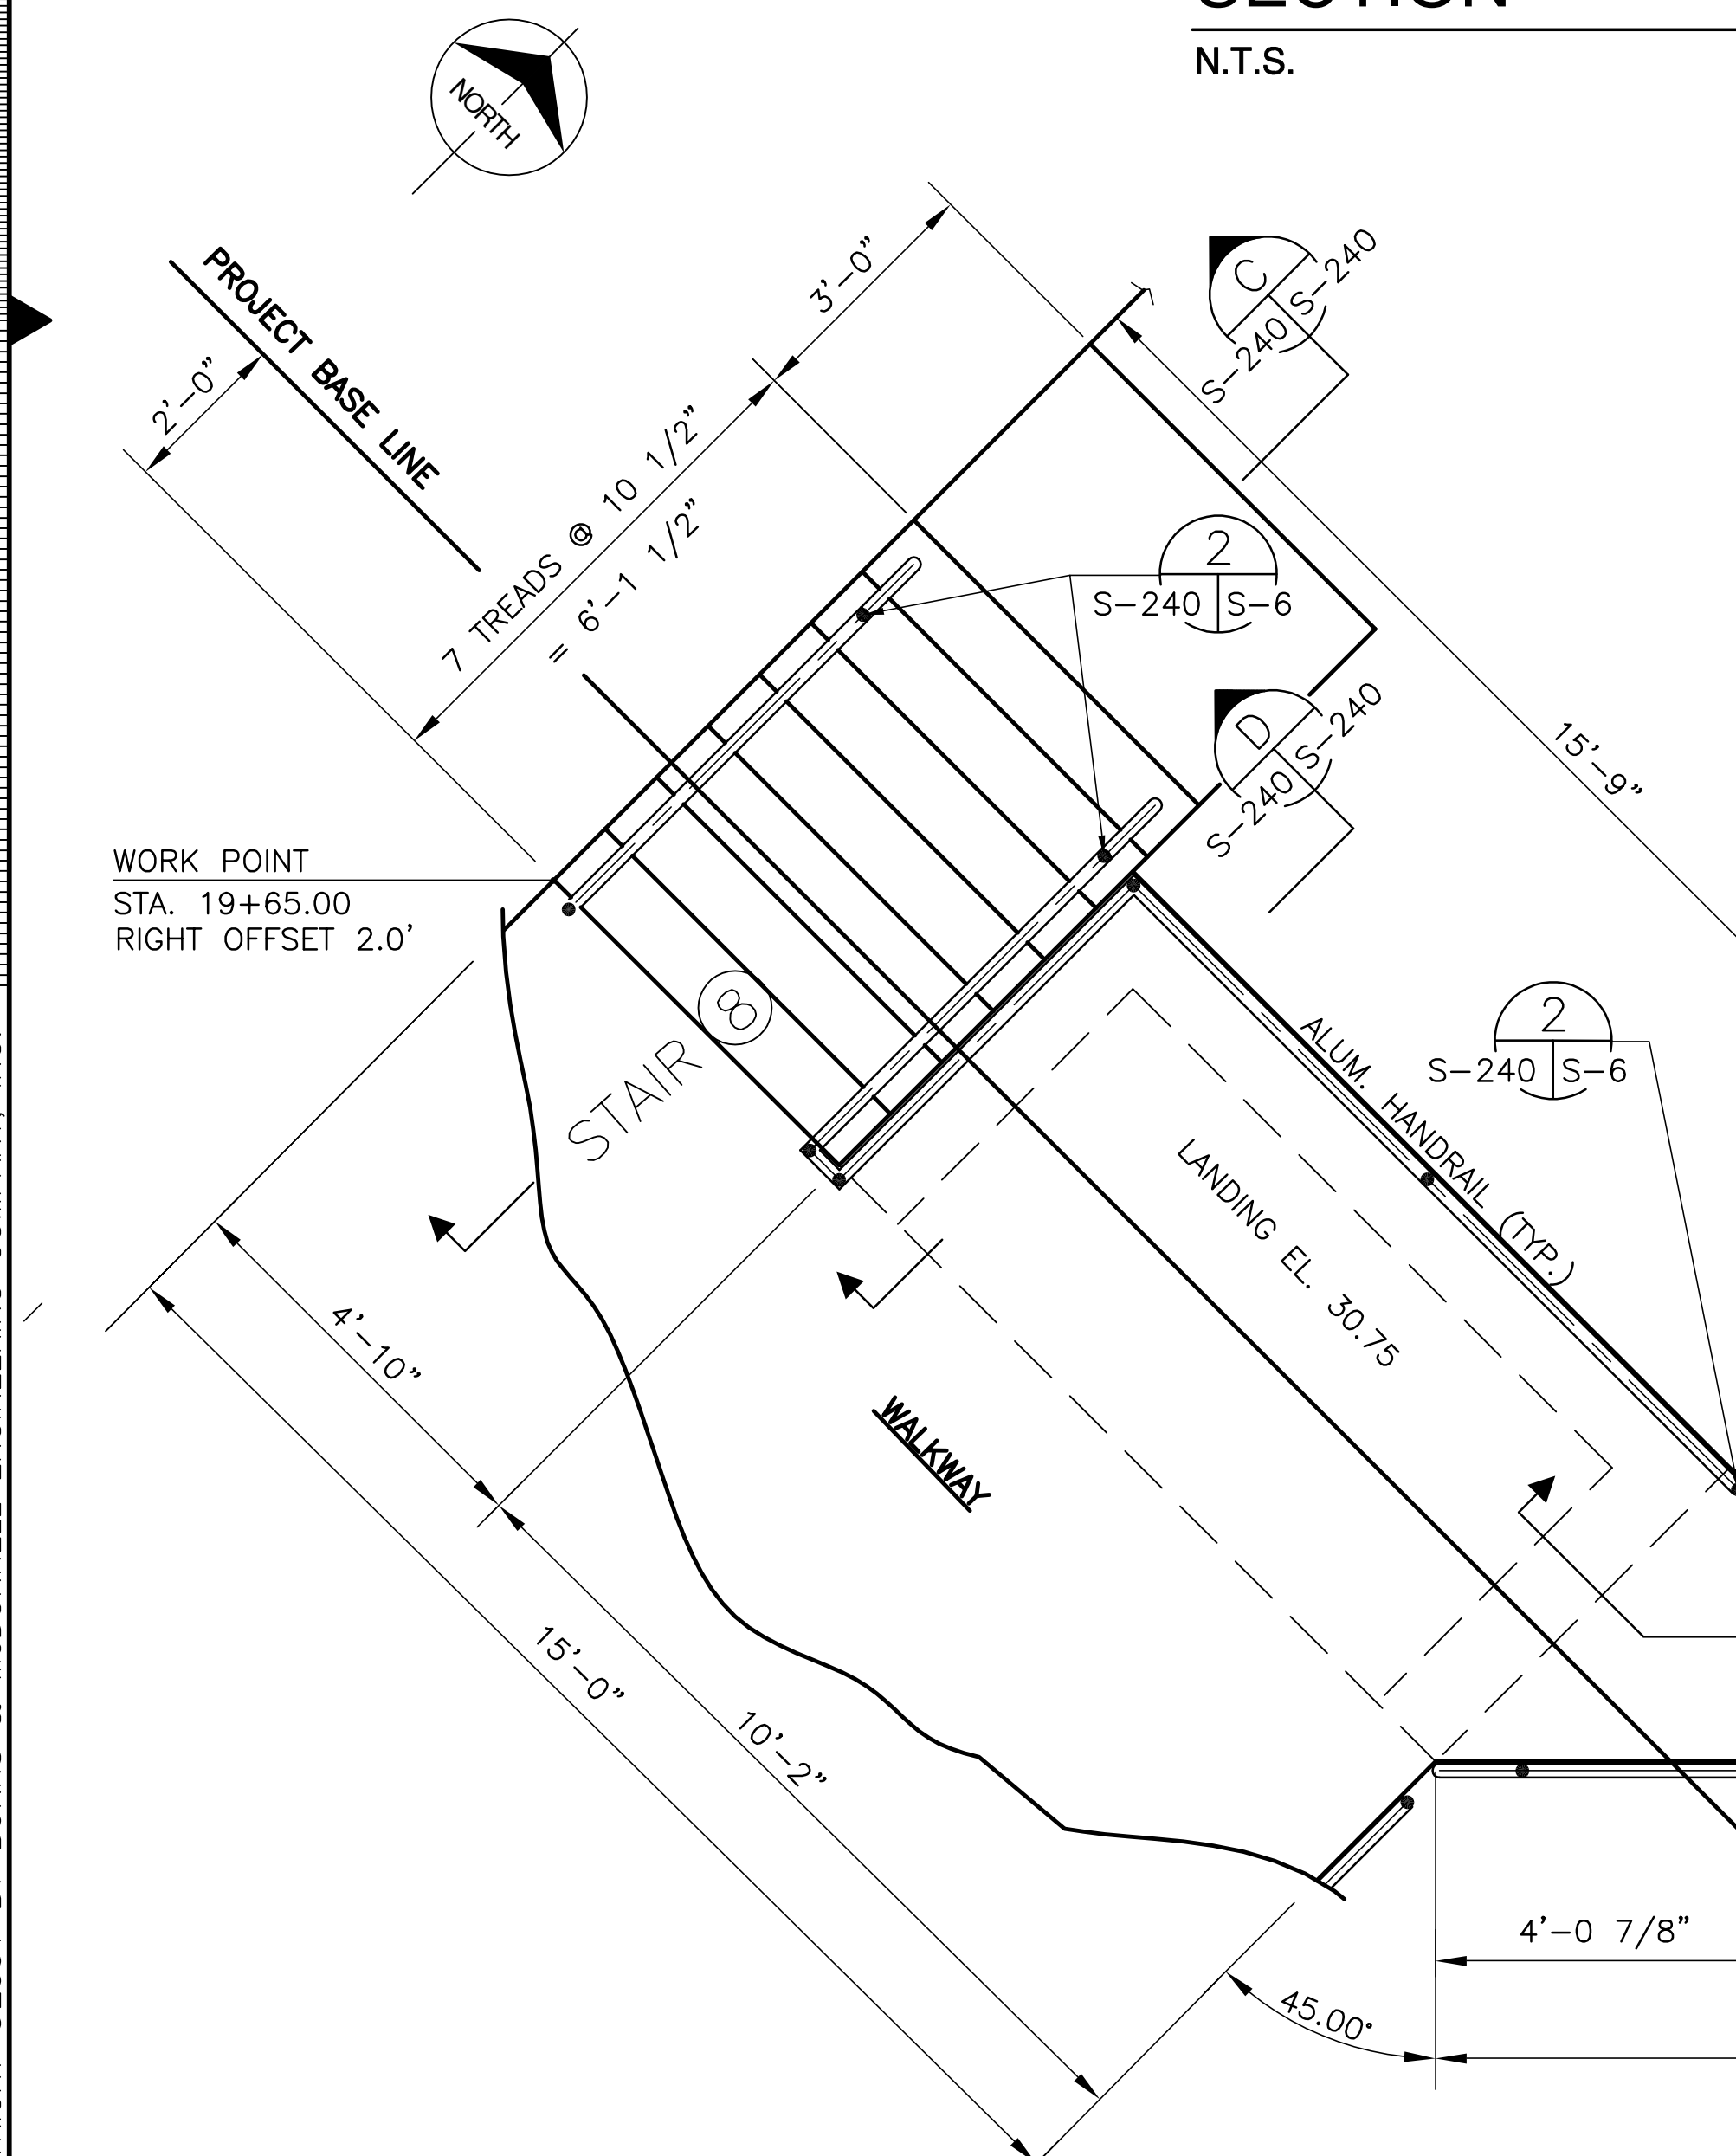 SECTION
N.T.S.
NORTH
PROJECT BASE LINE
2'-0"
3'-0"
7 TREADS @ 10 1/2"
= 6'-1 1/2"
C
S-240
S-240
2
S-240
S-6
D
S-240
S-240
15'-9"
WORK POINT
STA. 19+65.00
RIGHT OFFSET 2.0'
STAIR 8
2
S-240
S-6
ALUM. HANDRAIL (TYP.)
LANDING EL. 30.75
WALKWAY
4'-10"
15'-0"
10'-2"
4'-0 7/8"
45.00°